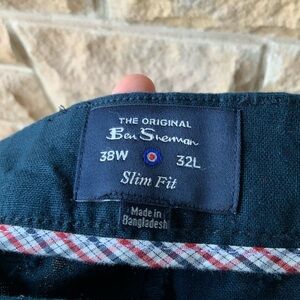 THE ORIGINAL
Ben Sherman
38W 32L
Slim Fit
Made in
Bangladesh